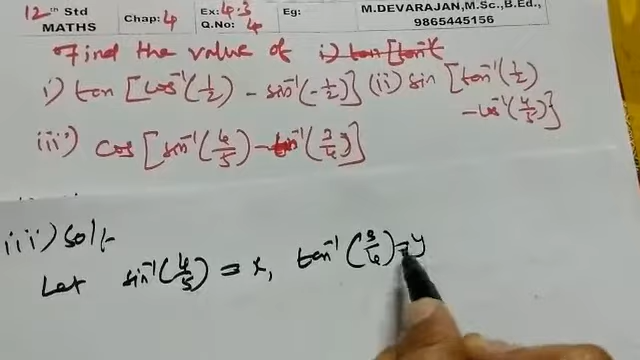 12th Std
MATHS
Chap: 4
Ex: 4.3
Q.No: 4
Eg:
M.DEVARAJAN,M.Sc.,B.Ed.,
9865445156
Find the value of i) tan [tan⁻¹
i) tan [cos⁻¹(1/2) - sin⁻¹(-1/2)] (ii) sin [tan⁻¹(1/2)
- cos⁻¹(4/5)]
iii) cos [sin⁻¹(4/5) - tan⁻¹(3/4)]
iii) Sol:-
Let sin⁻¹(4/5) = x, tan⁻¹(3/4) = y